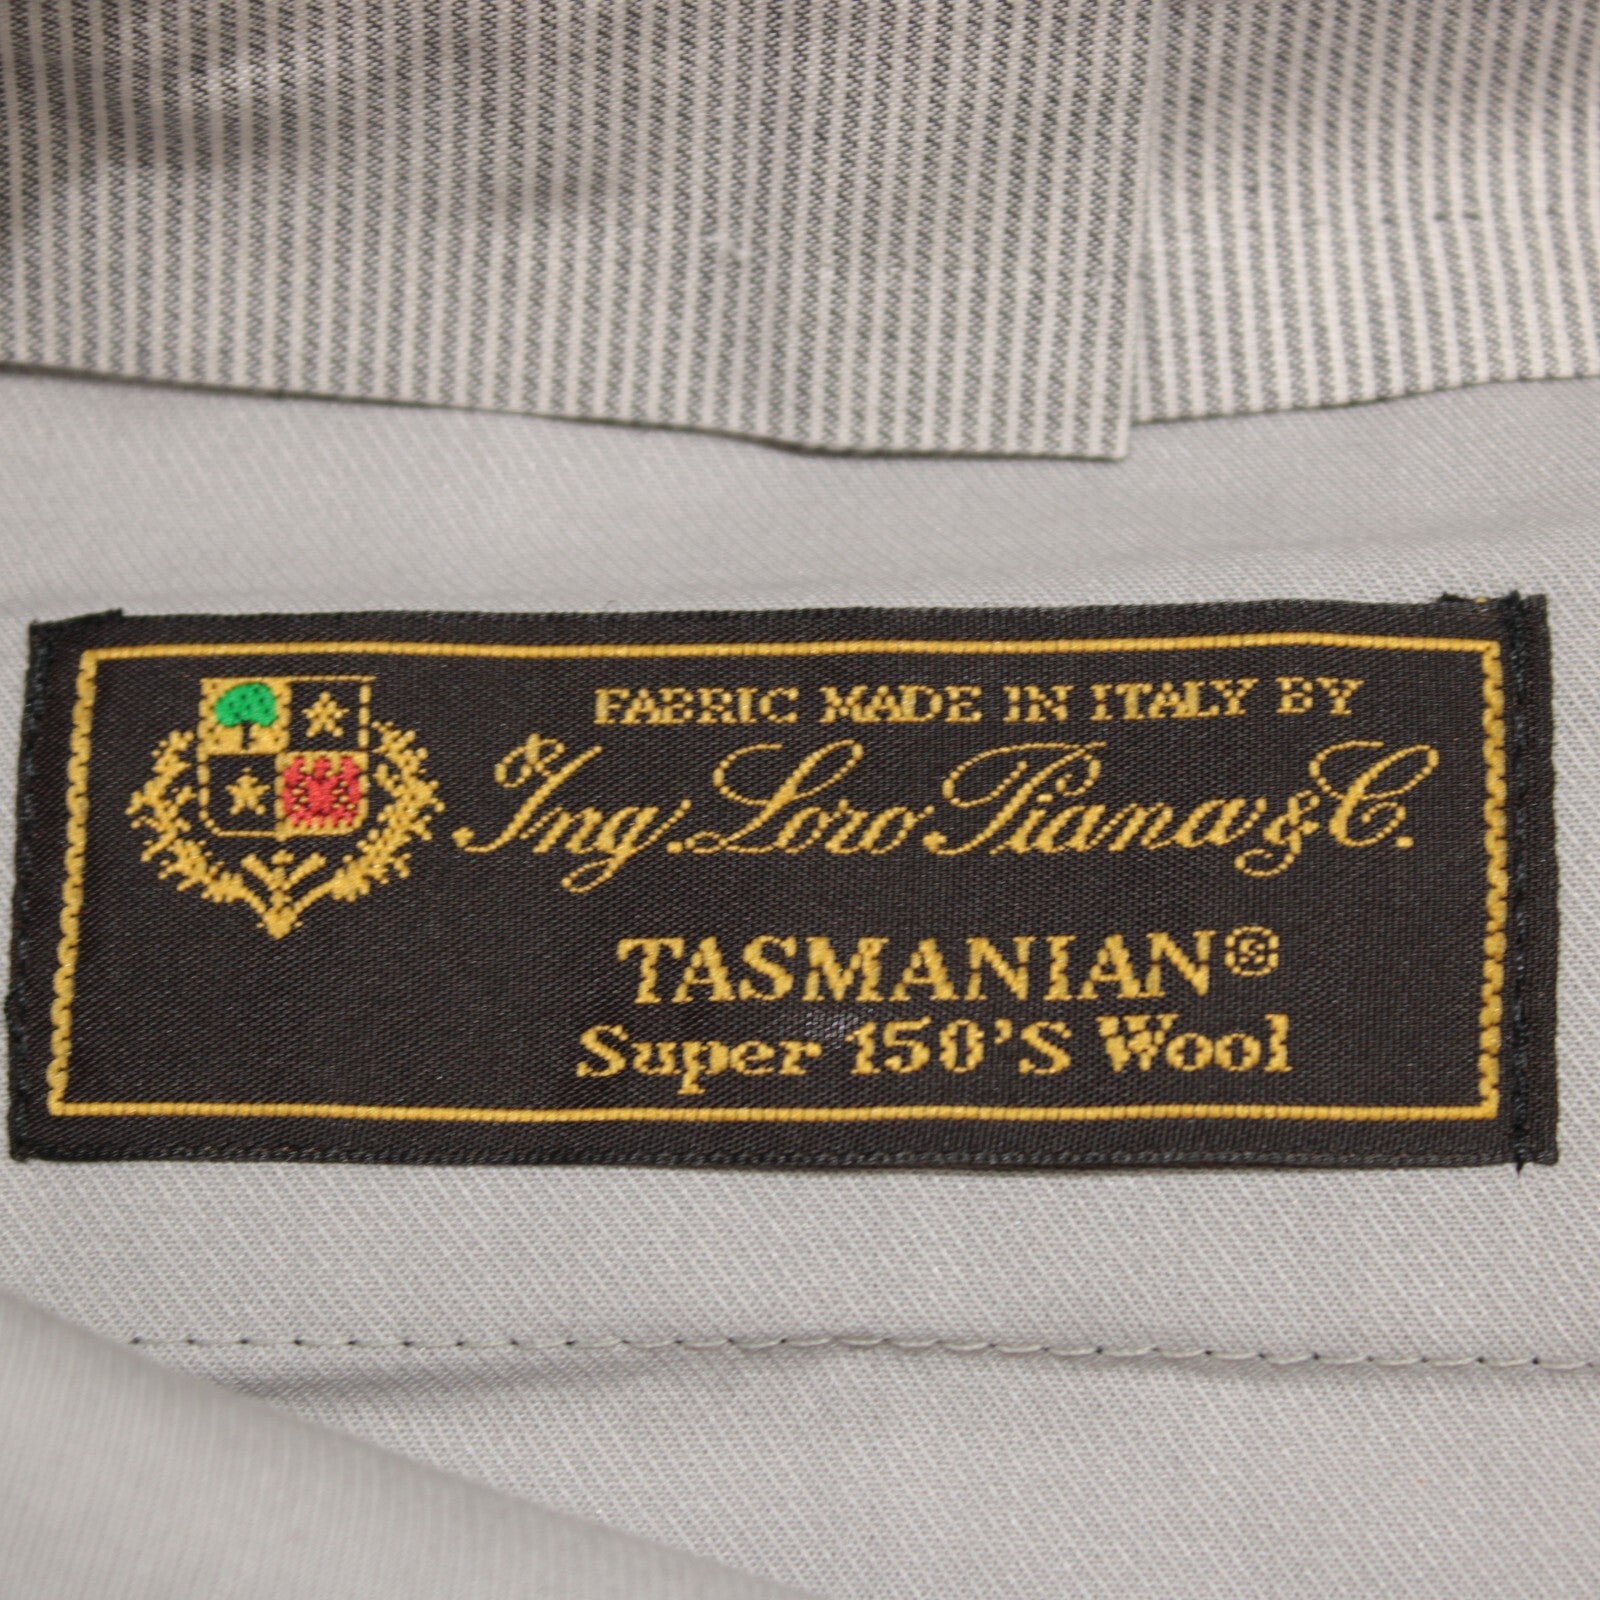 FABRIC MADE IN ITALY BY
Ing. Loro Piana & C.
TASMANIAN®
Super 150'S Wool